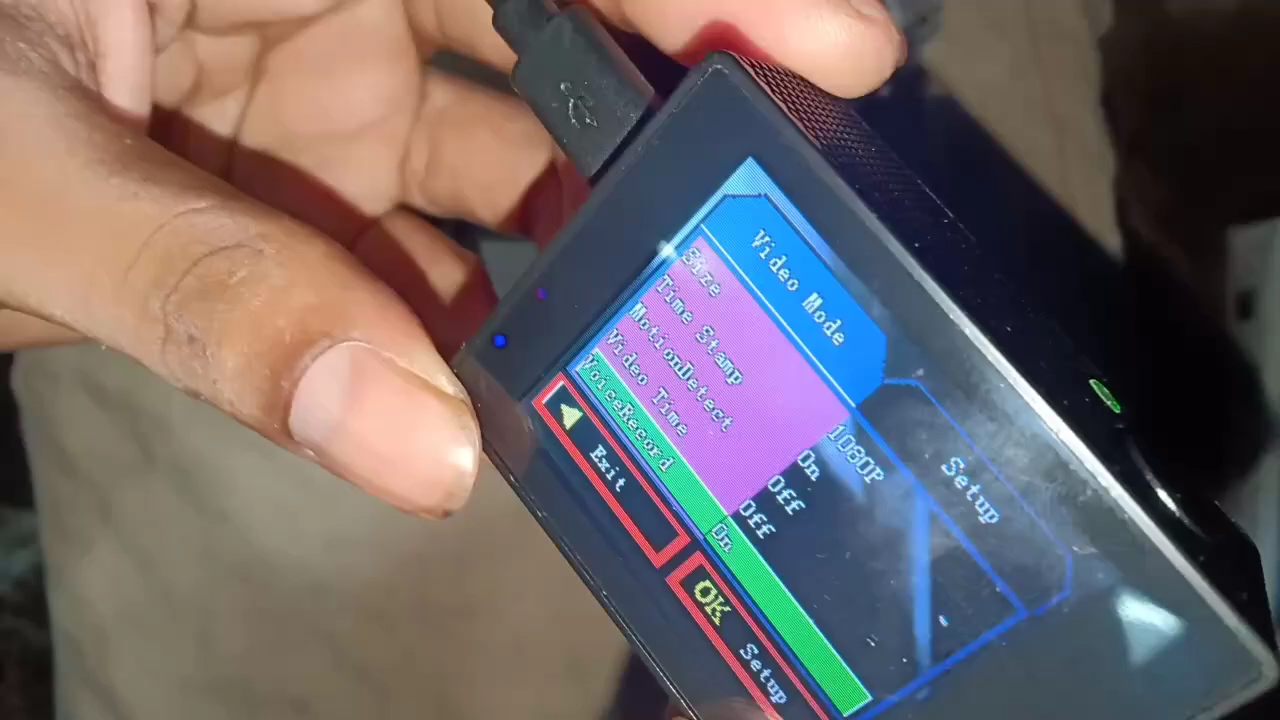 Video Mode Setup
Size 1080P
Time Stamp On
MotionDetect Off
Video Time Off
VoiceRecord On
Exit OK Setup